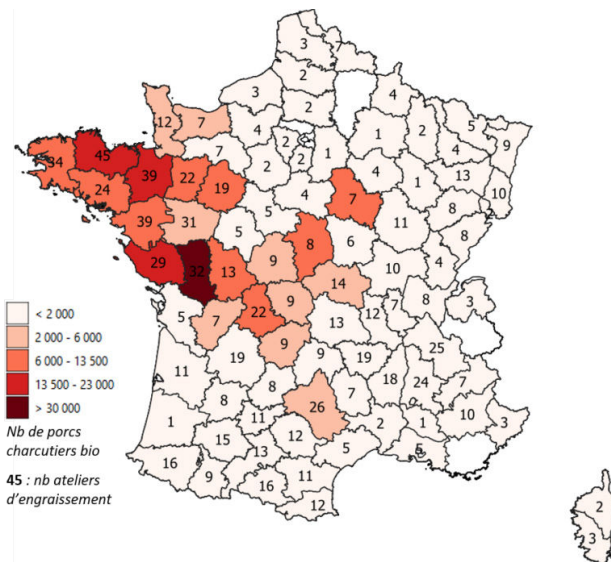 3 7
2
3 4
2
12 7
4 1 2 5
2 4 9
7 1
34 45 2 2
39 22 4 13
24 19 1 10
4 7
5 8 2
39 31 11
5 8 6 8
29 9 4
32 13 10
14
9 8 3
7
22 12
5 7 13
9 25
19 9 19
11
8 18 24 7
7
8 26
11 10
1 2 1 3
15 12
13 5 5
16 9 11
16
12
2
3
< 2 000
2 000 - 6 000
6 000 - 13 500
13 500 - 23 000
> 30 000
Nb de porcs
charcutiers bio
45 : nb ateliers
d'engraissement